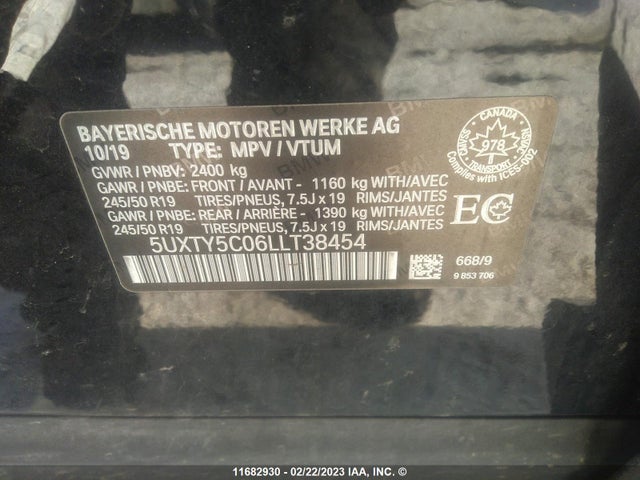 BAYERISCHE MOTOREN WERKE AG
10/19 TYPE: MPV / VTUM
GVWR / PNBV: 2400 kg
GAWR / PNBE: FRONT / AVANT - 1160 kg WITH/AVEC
245/50 R19 TIRES/PNEUS, 7.5J x 19 RIMS/JANTES
GAWR / PNBE: REAR / ARRIÈRE - 1390 kg WITH/AVEC
245/50 R19 TIRES/PNEUS, 7.5J x 19 RIMS/JANTES
5UXTY5C06LLT38454
CANADA
CMVSS
NSVAC
978
Compliant with ICES-002
EC
668/9
9 853 706
11682930 - 02/22/2023 IAA, INC. ©